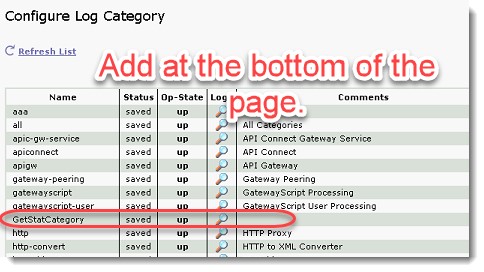 Configure Log Category
Refresh List
Add at the bottom of the page.
Name Status Op-State Logs Comments
aaa saved up
all saved up All Categories
apic-gw-service saved up API Connect Gateway Service
apiconnect saved up API Connect
apigw saved up API Gateway
gateway-peering saved up Gateway Peering
gatewayscript saved up GatewayScript Processing
gatewayscript-user saved up GatewayScript User Processing
GetStatCategory saved up
http saved up HTTP Proxy
http-convert saved up HTTP to XML Converter